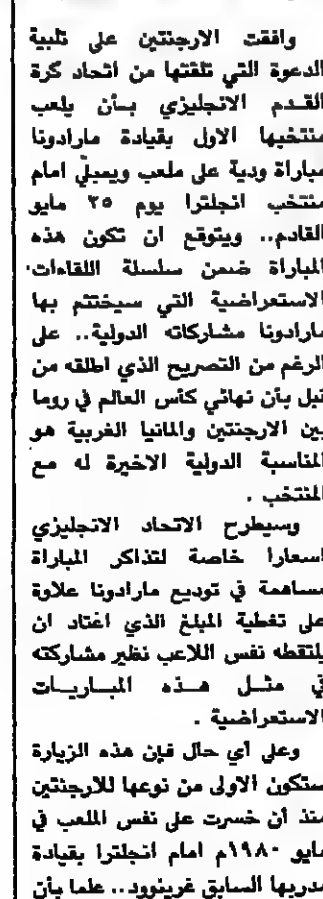 وافقت الارجنتين على تلبية
الدعوة التي تلقتها من اتحاد كرة
القدم الانجليزي بأن يلعب
منتخبها الاول بقيادة مارادونا
مباراة ودية على ملعب ويمبلي امام
منتخب انجلترا يوم ٢٥ مايو
القادم.. ويتوقع ان تكون هذه
المباراة ضمن سلسلة اللقاءات
الاستعراضية التي سيختتم بها
مارادونا مشاركاته الدولية.. على
الرغم من التصريح الذي اطلقه من
قبل بأن نهائي كأس العالم في روما
بين الارجنتين والمانيا الغربية هو
المناسبة الدولية الاخيرة له مع
المنتخب .
وسيطرح الاتحاد الانجليزي
اسعارا خاصة لتذاكر المباراة
مساهمة في توديع مارادونا علاوة
على تغطية المبلغ الذي اعتاد ان
يلتقطه نفس اللاعب نظير مشاركته
في مثل هذه المباريات
الاستعراضية .
وعلى أي حال فإن هذه الزيارة
ستكون الاولى من نوعها للارجنتين
منذ أن خسرت على نفس الملعب في
مايو ١٩٨٠م امام انجلترا بقيادة
مدربها السابق غرينوود.. علما بأن